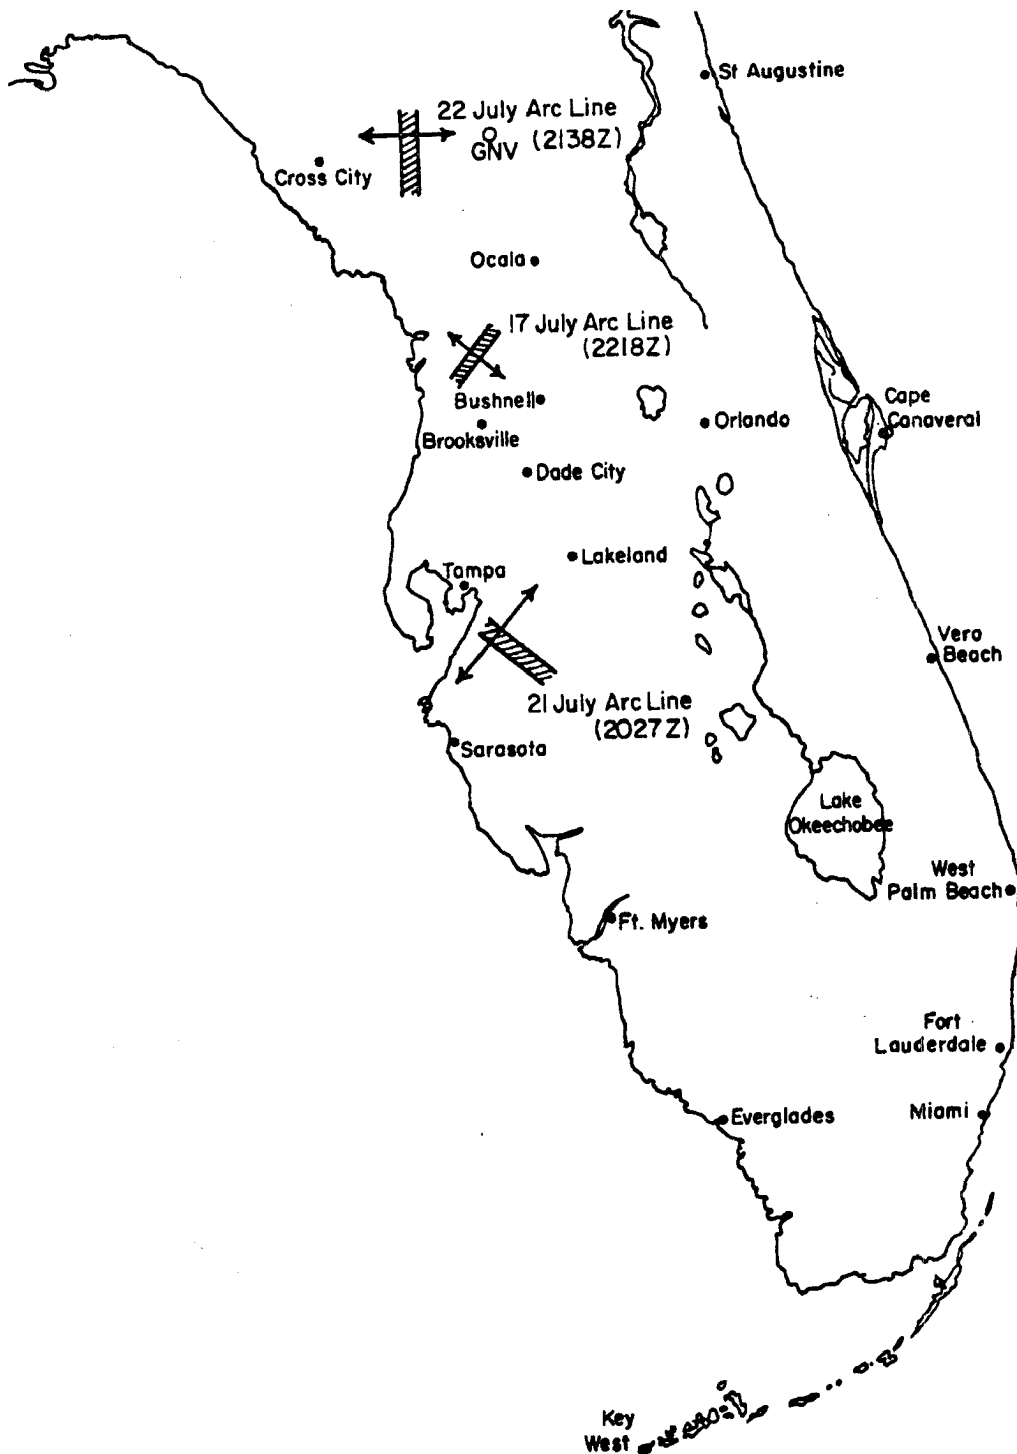 St Augustine
22 July Arc Line
(2138Z)
GNV
Cross City
Ocala
17 July Arc Line
(2218Z)
Bushnell
Cape
Canaveral
Orlando
Brooksville
Dade City
Lakeland
Tampa
Vero
Beach
21 July Arc Line
(2027Z)
Sarasota
Lake
Okeechobee
West
Palm Beach
Ft. Myers
Fort
Lauderdale
Everglades
Miami
Key
West